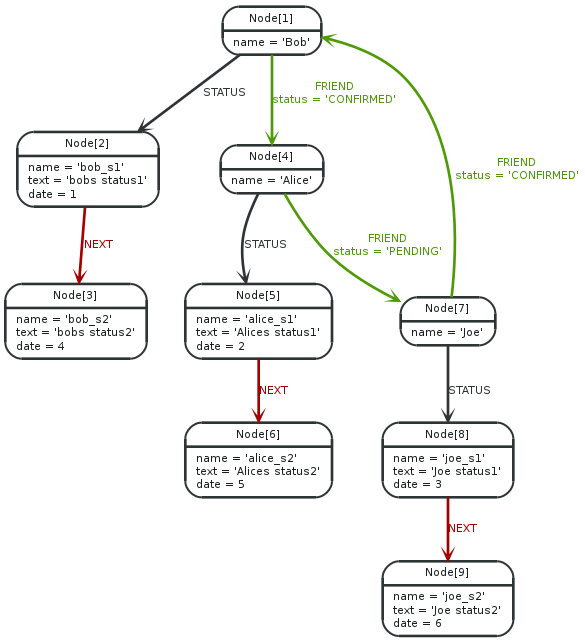 Node[1]
name = 'Bob'
STATUS
FRIEND
status = 'CONFIRMED'
Node[2]
name = 'bob_s1'
text = 'bobs status1'
date = 1
Node[4]
name = 'Alice'
FRIEND
status = 'CONFIRMED'
NEXT
STATUS
FRIEND
status = 'PENDING'
Node[3]
name = 'bob_s2'
text = 'bobs status2'
date = 4
Node[5]
name = 'alice_s1'
text = 'Alices status1'
date = 2
Node[7]
name = 'Joe'
NEXT
STATUS
Node[6]
name = 'alice_s2'
text = 'Alices status2'
date = 5
Node[8]
name = 'joe_s1'
text = 'Joe status1'
date = 3
NEXT
Node[9]
name = 'joe_s2'
text = 'Joe status2'
date = 6